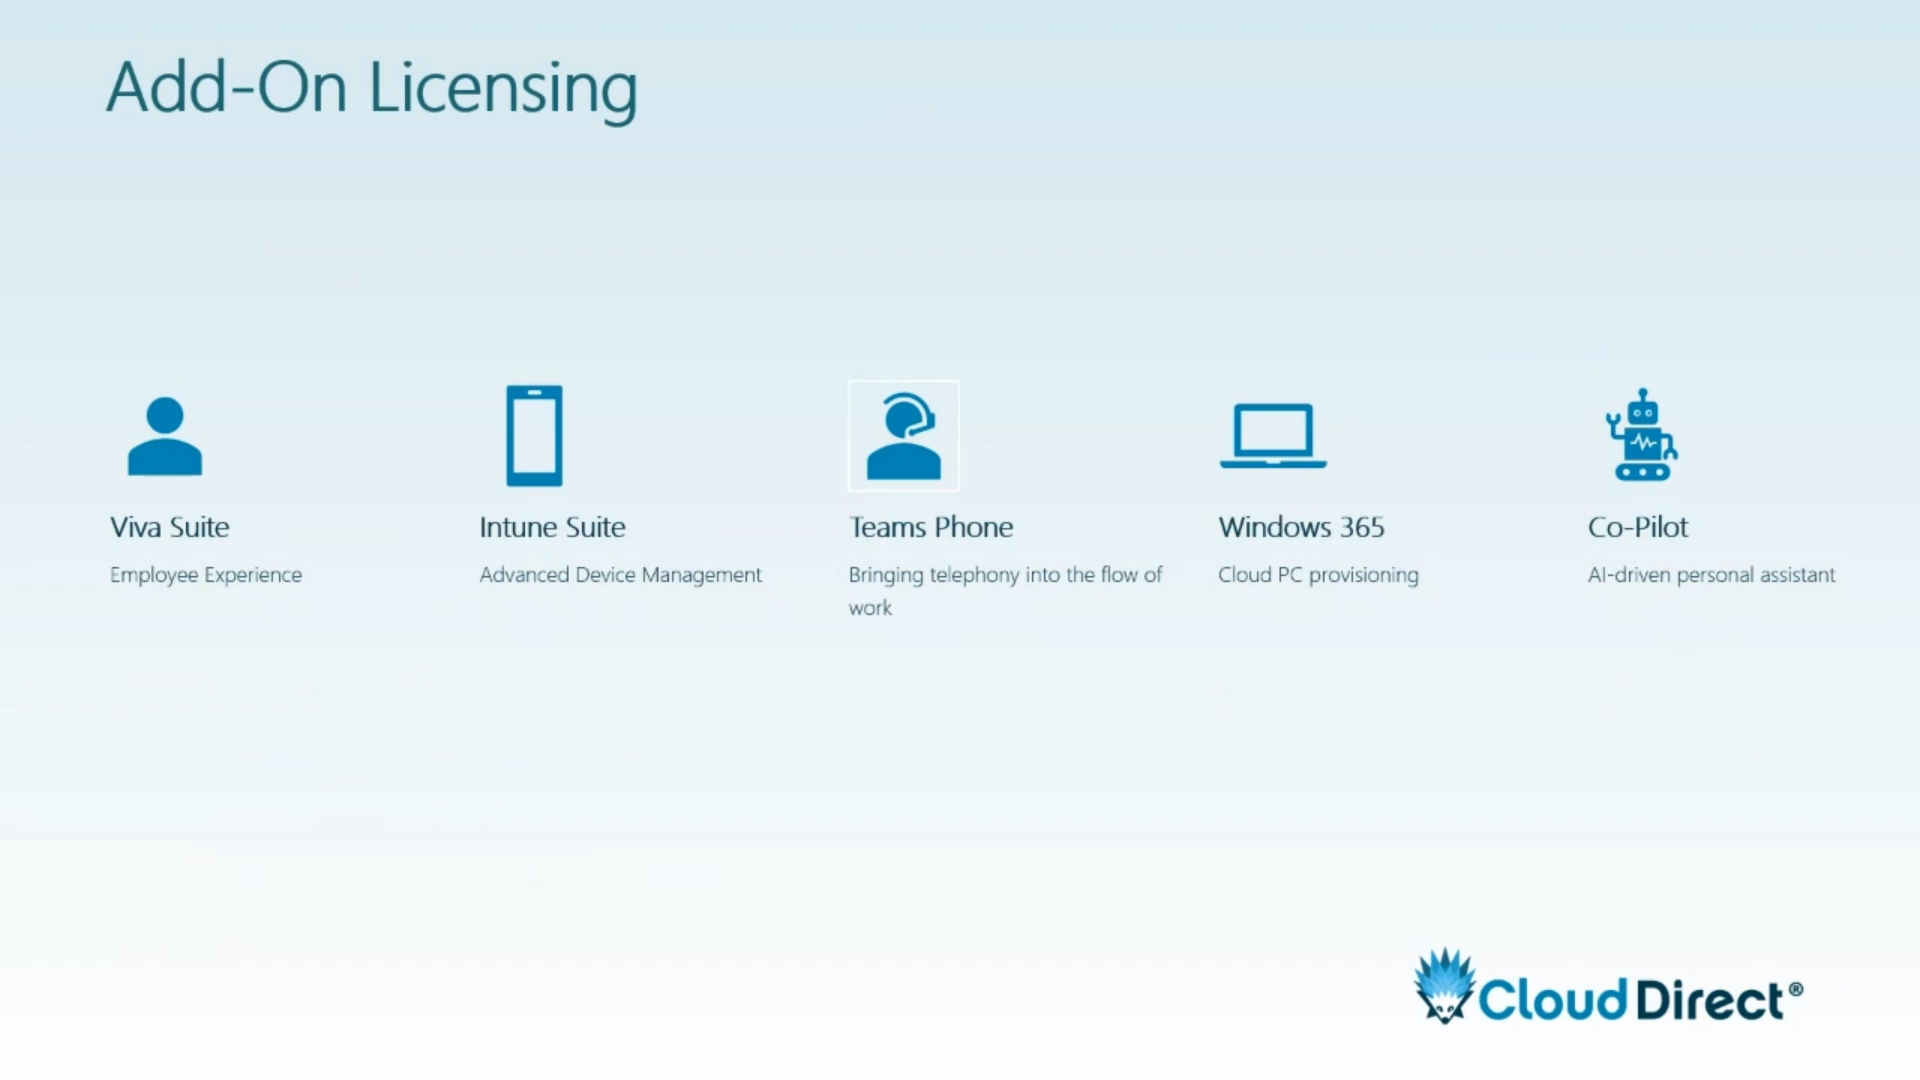 Add-On Licensing
Viva Suite
Employee Experience
Intune Suite
Advanced Device Management
Teams Phone
Bringing telephony into the flow of
work
Windows 365
Cloud PC provisioning
Co-Pilot
AI-driven personal assistant
Cloud Direct®